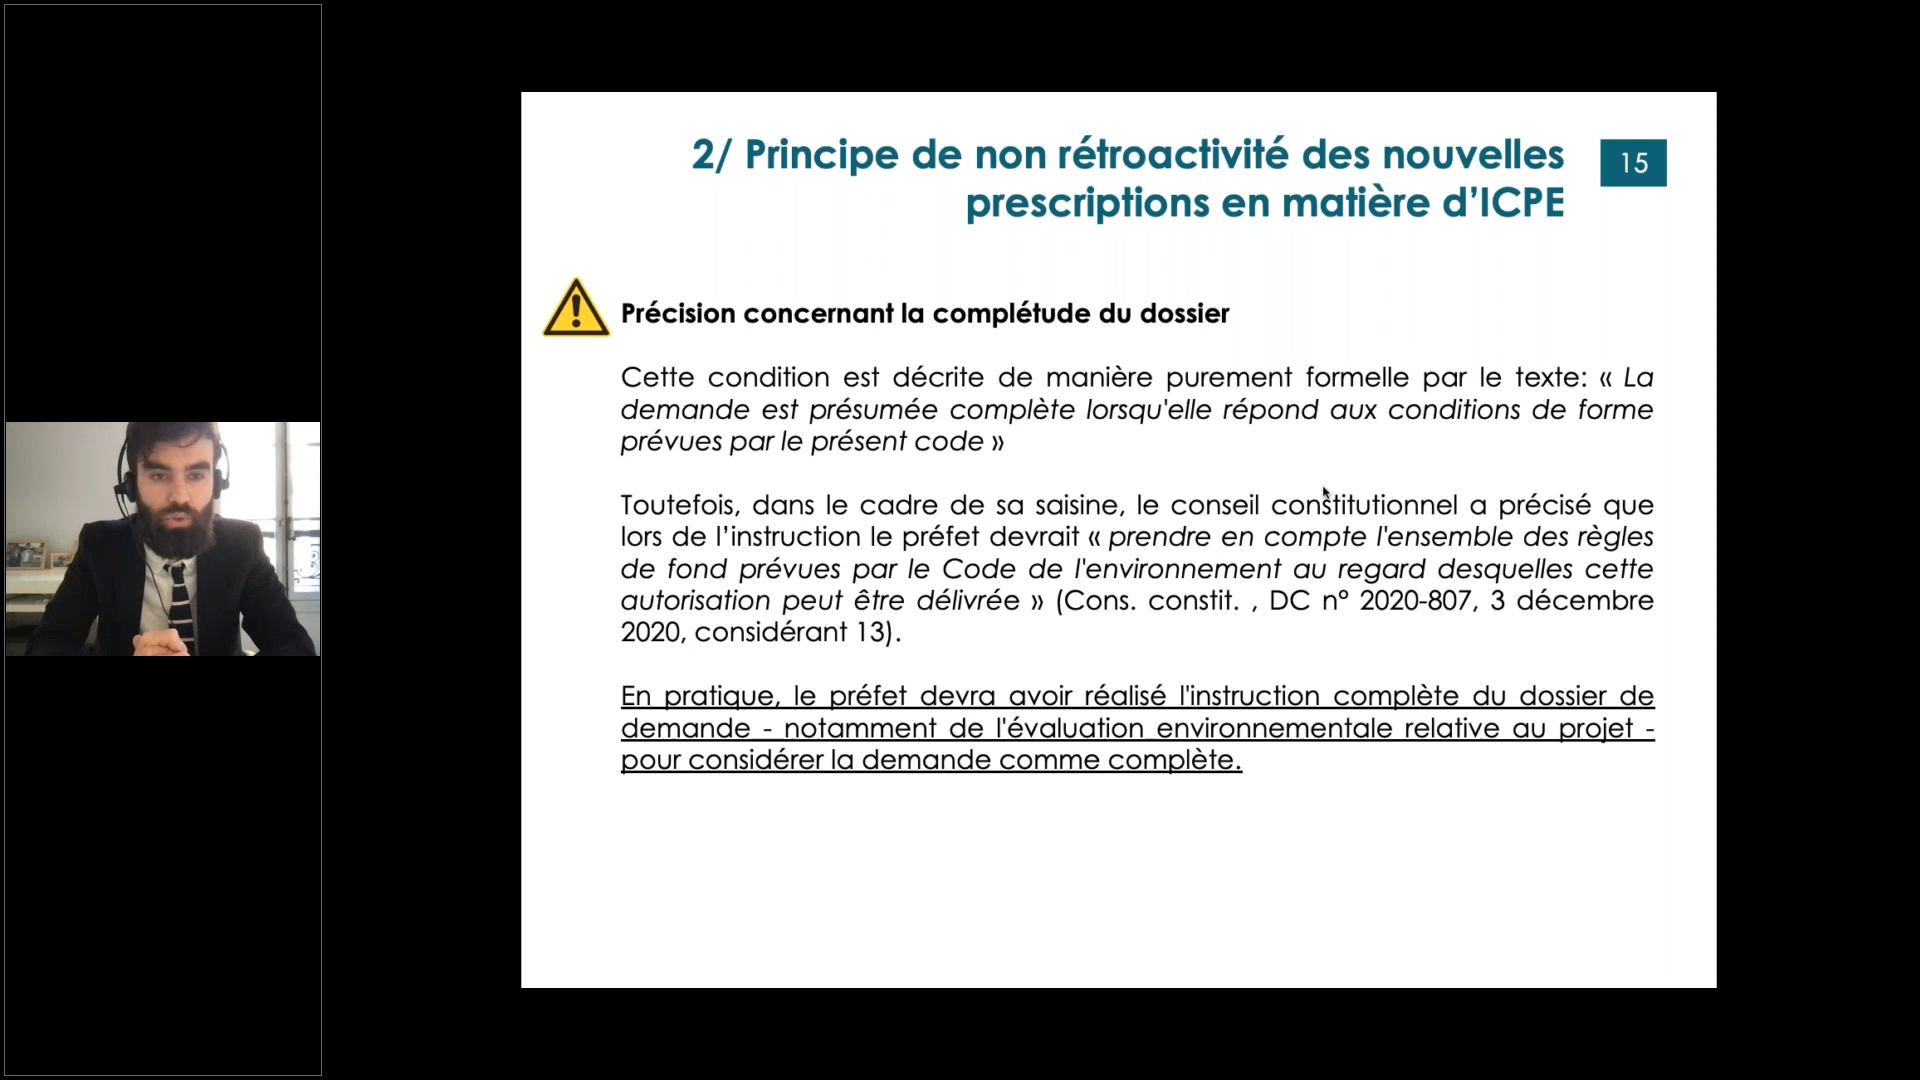 2/ Principe de non rétroactivité des nouvelles
prescriptions en matière d’ICPE
15
Précision concernant la complétude du dossier
Cette condition est décrite de manière purement formelle par le texte: « La
demande est présumée complète lorsqu'elle répond aux conditions de forme
prévues par le présent code »
Toutefois, dans le cadre de sa saisine, le conseil constitutionnel a précisé que
lors de l’instruction le préfet devrait « prendre en compte l'ensemble des règles
de fond prévues par le Code de l'environnement au regard desquelles cette
autorisation peut être délivrée » (Cons. constit. , DC n° 2020-807, 3 décembre
2020, considérant 13).
En pratique, le préfet devra avoir réalisé l'instruction complète du dossier de
demande - notamment de l'évaluation environnementale relative au projet -
pour considérer la demande comme complète.